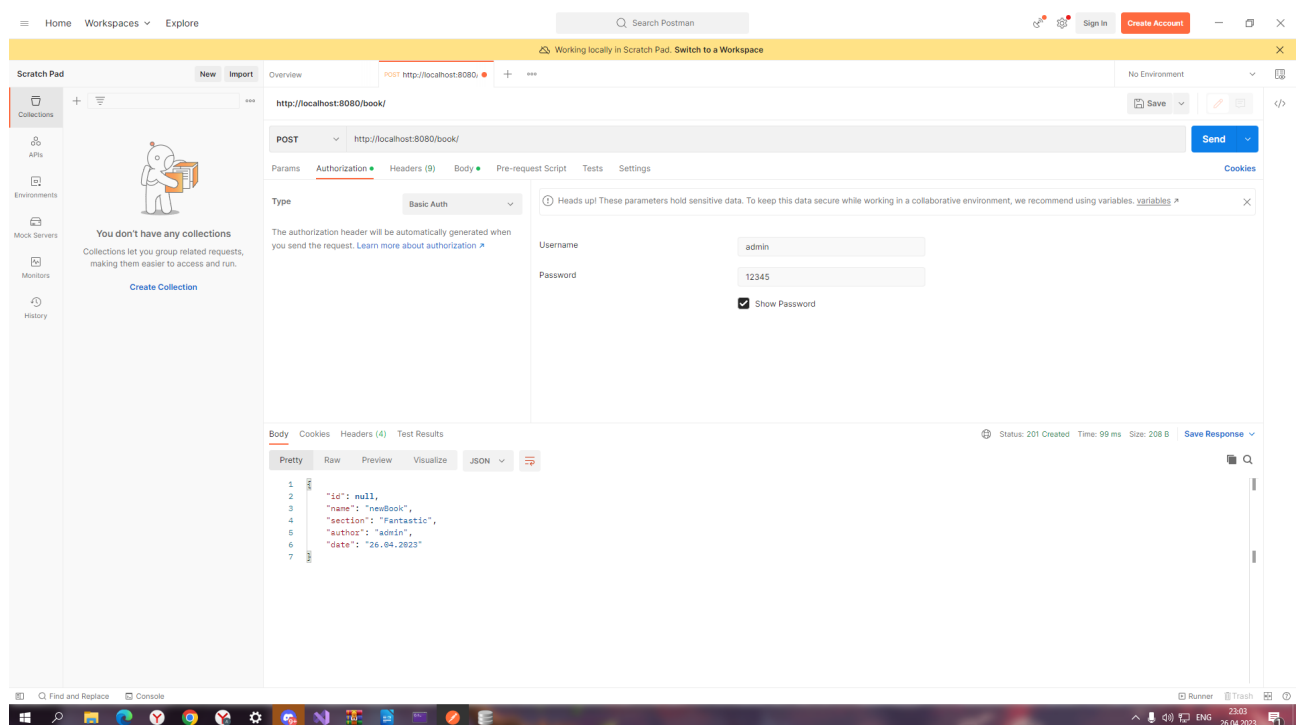 Home Workspaces Explore Search Postman Sign In Create Account
Working locally in Scratch Pad. Switch to a Workspace
Scratch Pad New Import Overview POST http://localhost:8080/ No Environment
Collections
http://localhost:8080/book/ Save
POST http://localhost:8080/book/ Send
APIs
Params Authorization Headers (9) Body Pre-request Script Tests Settings Cookies
Environments
Type Basic Auth Heads up! These parameters hold sensitive data. To keep this data secure while working in a collaborative environment, we recommend using variables. variables
Mock Servers
You don't have any collections
The authorization header will be automatically generated when
you send the request. Learn more about authorization
Collections let you group related requests,
making them easier to access and run.
Username admin
Monitors
Password 12345
Create Collection
Show Password
History
Body Cookies Headers (4) Test Results Status: 201 Created Time: 99 ms Size: 208 B Save Response
Pretty Raw Preview Visualize JSON
1 {
2 "id": null,
3 "name": "newBook",
4 "section": "Fantastic",
5 "author": "admin",
6 "date": "26.04.2023"
7 }
Find and Replace Console Runner Trash
ENG 23:03
26.04.2023